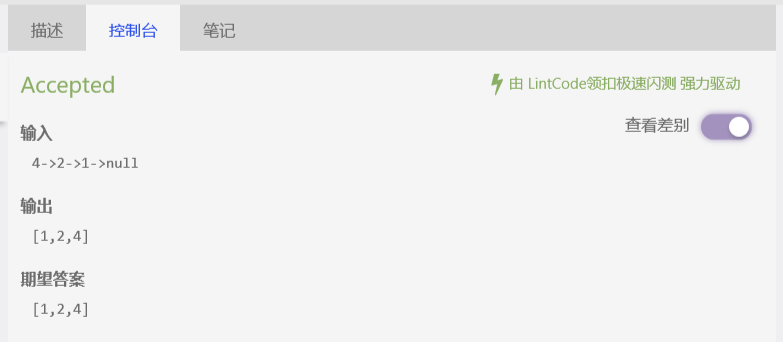 描述 控制台 笔记
Accepted 由 LintCode领扣极速闪测 强力驱动
查看差别
输入
4->2->1->null
输出
[1,2,4]
期望答案
[1,2,4]